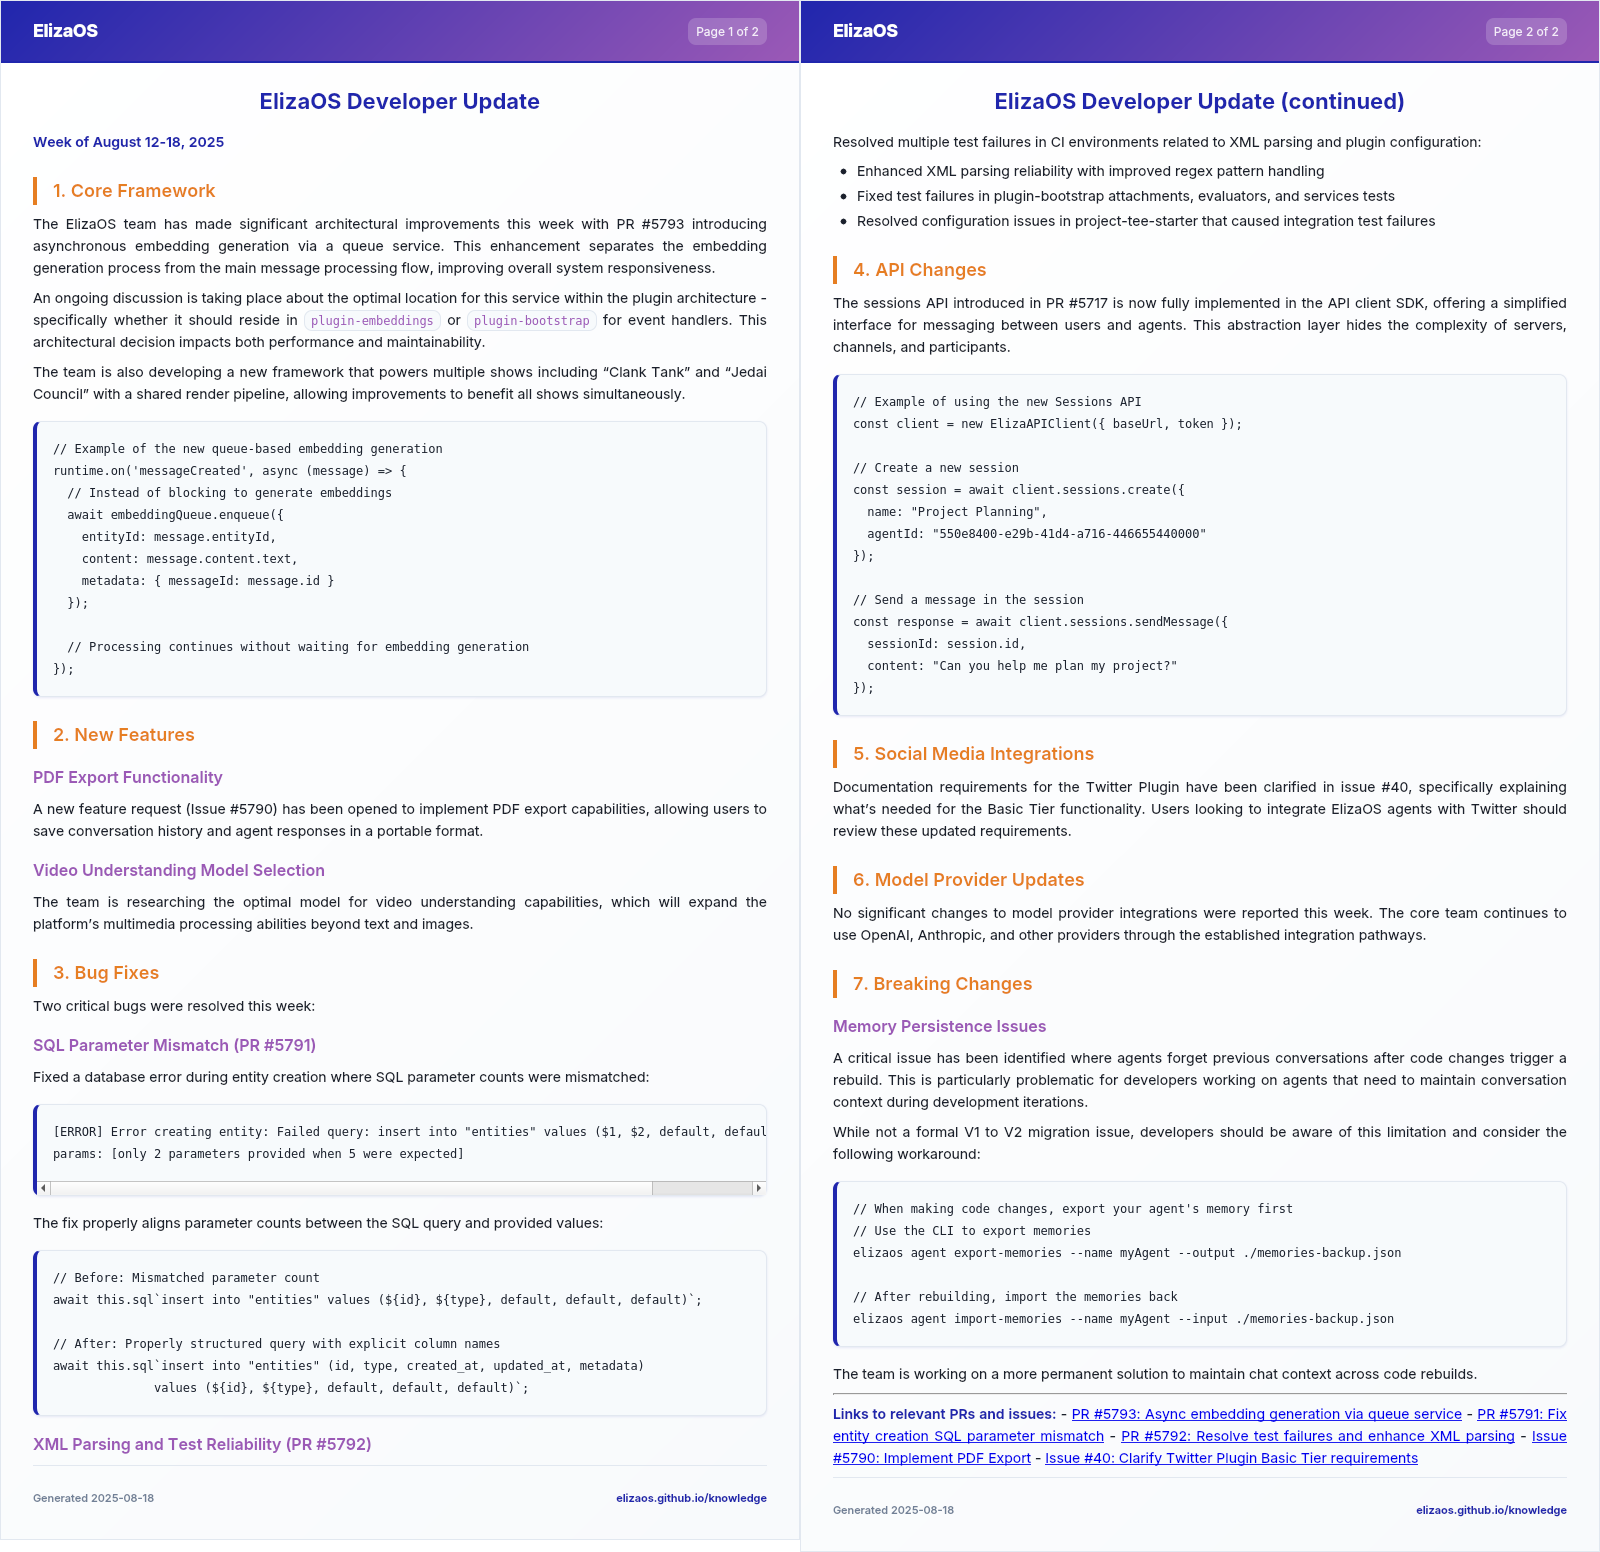 ElizaOS
Page 1 of 2
ElizaOS Developer Update
Week of August 12-18, 2025
1. Core Framework
The ElizaOS team has made significant architectural improvements this week with PR #5793 introducing
asynchronous embedding generation via a queue service. This enhancement separates the embedding
generation process from the main message processing flow, improving overall system responsiveness.
An ongoing discussion is taking place about the optimal location for this service within the plugin architecture -
specifically whether it should reside in plugin-embeddings or plugin-bootstrap for event handlers. This
architectural decision impacts both performance and maintainability.
The team is also developing a new framework that powers multiple shows including “Clank Tank” and “Jedai
Council” with a shared render pipeline, allowing improvements to benefit all shows simultaneously.
// Example of the new queue-based embedding generation
runtime.on('messageCreated', async (message) => {
  // Instead of blocking to generate embeddings
  await embeddingQueue.enqueue({
    entityId: message.entityId,
    content: message.content.text,
    metadata: { messageId: message.id }
  });
  // Processing continues without waiting for embedding generation
});
2. New Features
PDF Export Functionality
A new feature request (Issue #5790) has been opened to implement PDF export capabilities, allowing users to
save conversation history and agent responses in a portable format.
Video Understanding Model Selection
The team is researching the optimal model for video understanding capabilities, which will expand the
platform’s multimedia processing abilities beyond text and images.
3. Bug Fixes
Two critical bugs were resolved this week:
SQL Parameter Mismatch (PR #5791)
Fixed a database error during entity creation where SQL parameter counts were mismatched:
[ERROR] Error creating entity: Failed query: insert into "entities" values ($1, $2, default, defaul
params: [only 2 parameters provided when 5 were expected]
The fix properly aligns parameter counts between the SQL query and provided values:
// Before: Mismatched parameter count
await this.sql`insert into "entities" values (${id}, ${type}, default, default, default)`;
// After: Properly structured query with explicit column names
await this.sql`insert into "entities" (id, type, created_at, updated_at, metadata)
              values (${id}, ${type}, default, default, default)`;
XML Parsing and Test Reliability (PR #5792)
Generated 2025-08-18
elizaos.github.io/knowledge
ElizaOS
Page 2 of 2
ElizaOS Developer Update (continued)
Resolved multiple test failures in CI environments related to XML parsing and plugin configuration:
• Enhanced XML parsing reliability with improved regex pattern handling
• Fixed test failures in plugin-bootstrap attachments, evaluators, and services tests
• Resolved configuration issues in project-tee-starter that caused integration test failures
4. API Changes
The sessions API introduced in PR #5717 is now fully implemented in the API client SDK, offering a simplified
interface for messaging between users and agents. This abstraction layer hides the complexity of servers,
channels, and participants.
// Example of using the new Sessions API
const client = new ElizaAPIClient({ baseUrl, token });
// Create a new session
const session = await client.sessions.create({
  name: "Project Planning",
  agentId: "550e8400-e29b-41d4-a716-446655440000"
});
// Send a message in the session
const response = await client.sessions.sendMessage({
  sessionId: session.id,
  content: "Can you help me plan my project?"
});
5. Social Media Integrations
Documentation requirements for the Twitter Plugin have been clarified in issue #40, specifically explaining
what’s needed for the Basic Tier functionality. Users looking to integrate ElizaOS agents with Twitter should
review these updated requirements.
6. Model Provider Updates
No significant changes to model provider integrations were reported this week. The core team continues to
use OpenAI, Anthropic, and other providers through the established integration pathways.
7. Breaking Changes
Memory Persistence Issues
A critical issue has been identified where agents forget previous conversations after code changes trigger a
rebuild. This is particularly problematic for developers working on agents that need to maintain conversation
context during development iterations.
While not a formal V1 to V2 migration issue, developers should be aware of this limitation and consider the
following workaround:
// When making code changes, export your agent's memory first
// Use the CLI to export memories
elizaos agent export-memories --name myAgent --output ./memories-backup.json
// After rebuilding, import the memories back
elizaos agent import-memories --name myAgent --input ./memories-backup.json
The team is working on a more permanent solution to maintain chat context across code rebuilds.
Links to relevant PRs and issues: - PR #5793: Async embedding generation via queue service - PR #5791: Fix
entity creation SQL parameter mismatch - PR #5792: Resolve test failures and enhance XML parsing - Issue
#5790: Implement PDF Export - Issue #40: Clarify Twitter Plugin Basic Tier requirements
Generated 2025-08-18
elizaos.github.io/knowledge